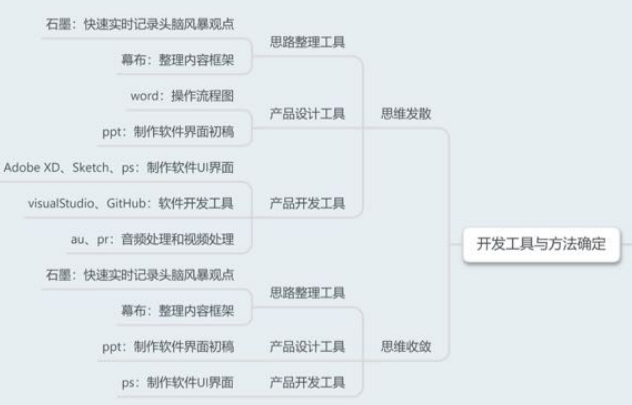 石墨：快速实时记录头脑风暴观点
思路整理工具
幕布：整理内容框架
word：操作流程图
产品设计工具
思维发散
ppt：制作软件界面初稿
Adobe XD、Sketch、ps：制作软件UI界面
visualStudio、GitHub：软件开发工具
产品开发工具
au、pr：音频处理和视频处理
开发工具与方法确定
石墨：快速实时记录头脑风暴观点
思路整理工具
幕布：整理内容框架
ppt：制作软件界面初稿
产品设计工具
思维收敛
ps：制作软件UI界面
产品开发工具